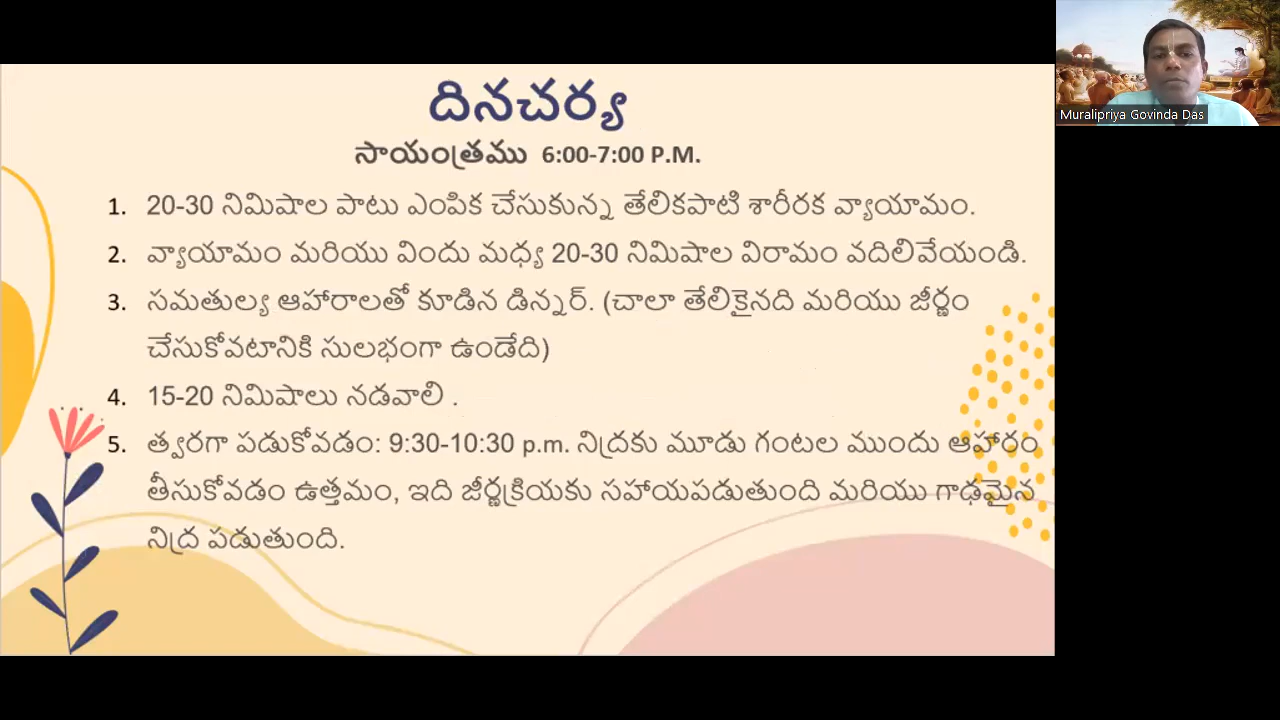 దినచర్య
సాయంత్రము 6:00-7:00 P.M.
1. 20-30 నిమిషాల పాటు ఎంపిక చేసుకున్న తేలికపాటి శారీరక వ్యాయామం.
2. వ్యాయామం మరియు విందు మధ్య 20-30 నిమిషాల విరామం వదిలివేయండి.
3. సమతుల్య ఆహారాలతో కూడిన డిన్నర్. (చాలా తేలికైనది మరియు జీర్ణం
చేసుకోవటానికి సులభంగా ఉండేది)
4. 15-20 నిమిషాలు నడవాలి .
5. త్వరగా పడుకోవడం: 9:30-10:30 p.m. నిద్రకు మూడు గంటల ముందు ఆహారం
తీసుకోవడం ఉత్తమం, ఇది జీర్ణక్రియకు సహాయపడుతుంది మరియు గాఢమైన
నిద్ర పడుతుంది.
Muralipriya Govinda Das